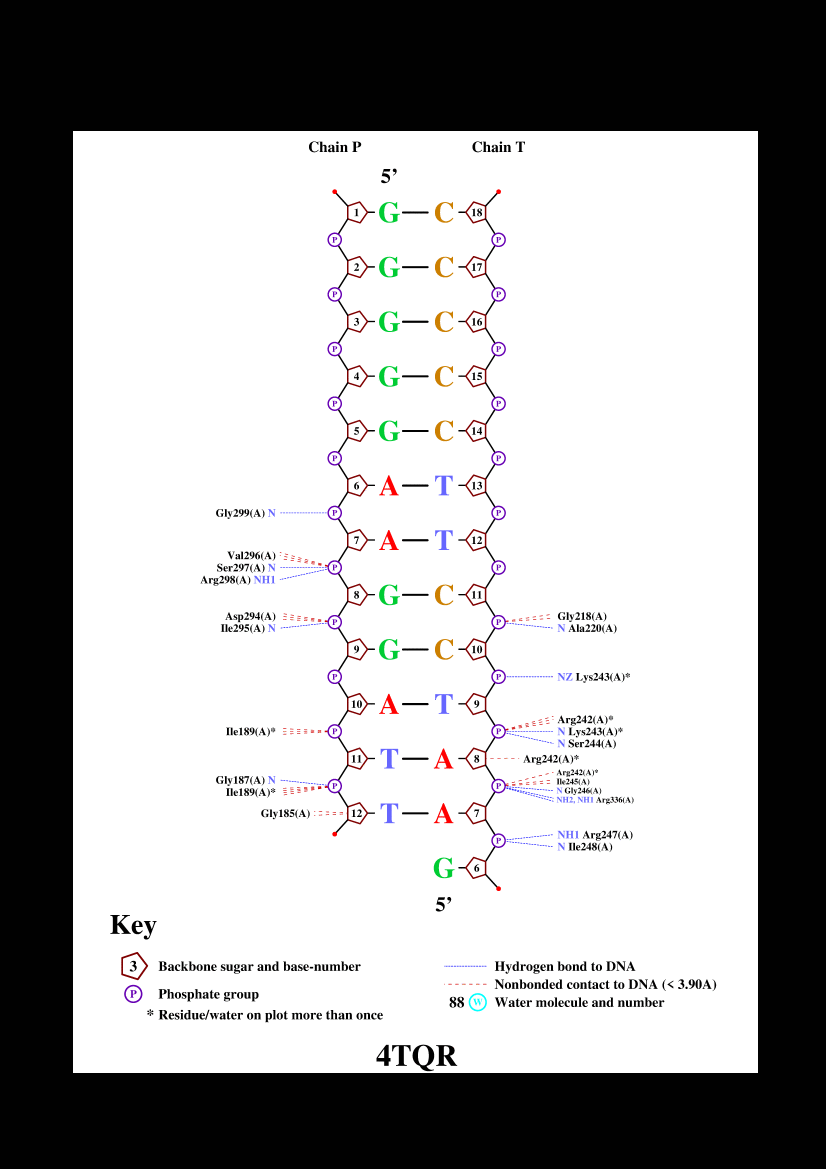 Chain P Chain T
5’
1 G C 18
P P
2 G C 17
P P
3 G C 16
P P
4 G C 15
P P
5 G C 14
P P
6 A T 13
Gly299(A) N P P
7 A T 12
Val296(A)
Ser297(A) N P P
Arg298(A) NH1
8 G C 11
Asp294(A) P P Gly218(A)
Ile295(A) N N Ala220(A)
9 G C 10
P P NZ Lys243(A)*
10 A T 9
Arg242(A)*
Ile189(A)* P P N Lys243(A)*
N Ser244(A)
11 T A 8 Arg242(A)*
Arg242(A)*
Gly187(A) N P P Ile245(A)
Ile189(A)* N Gly246(A)
NH2, NH1 Arg336(A)
Gly185(A) 12 T A 7
P NH1 Arg247(A)
N Ile248(A)
G 6
5’
Key
3 Backbone sugar and base-number
P Phosphate group
* Residue/water on plot more than once
Hydrogen bond to DNA
Nonbonded contact to DNA (< 3.90A)
88 W Water molecule and number
4TQR